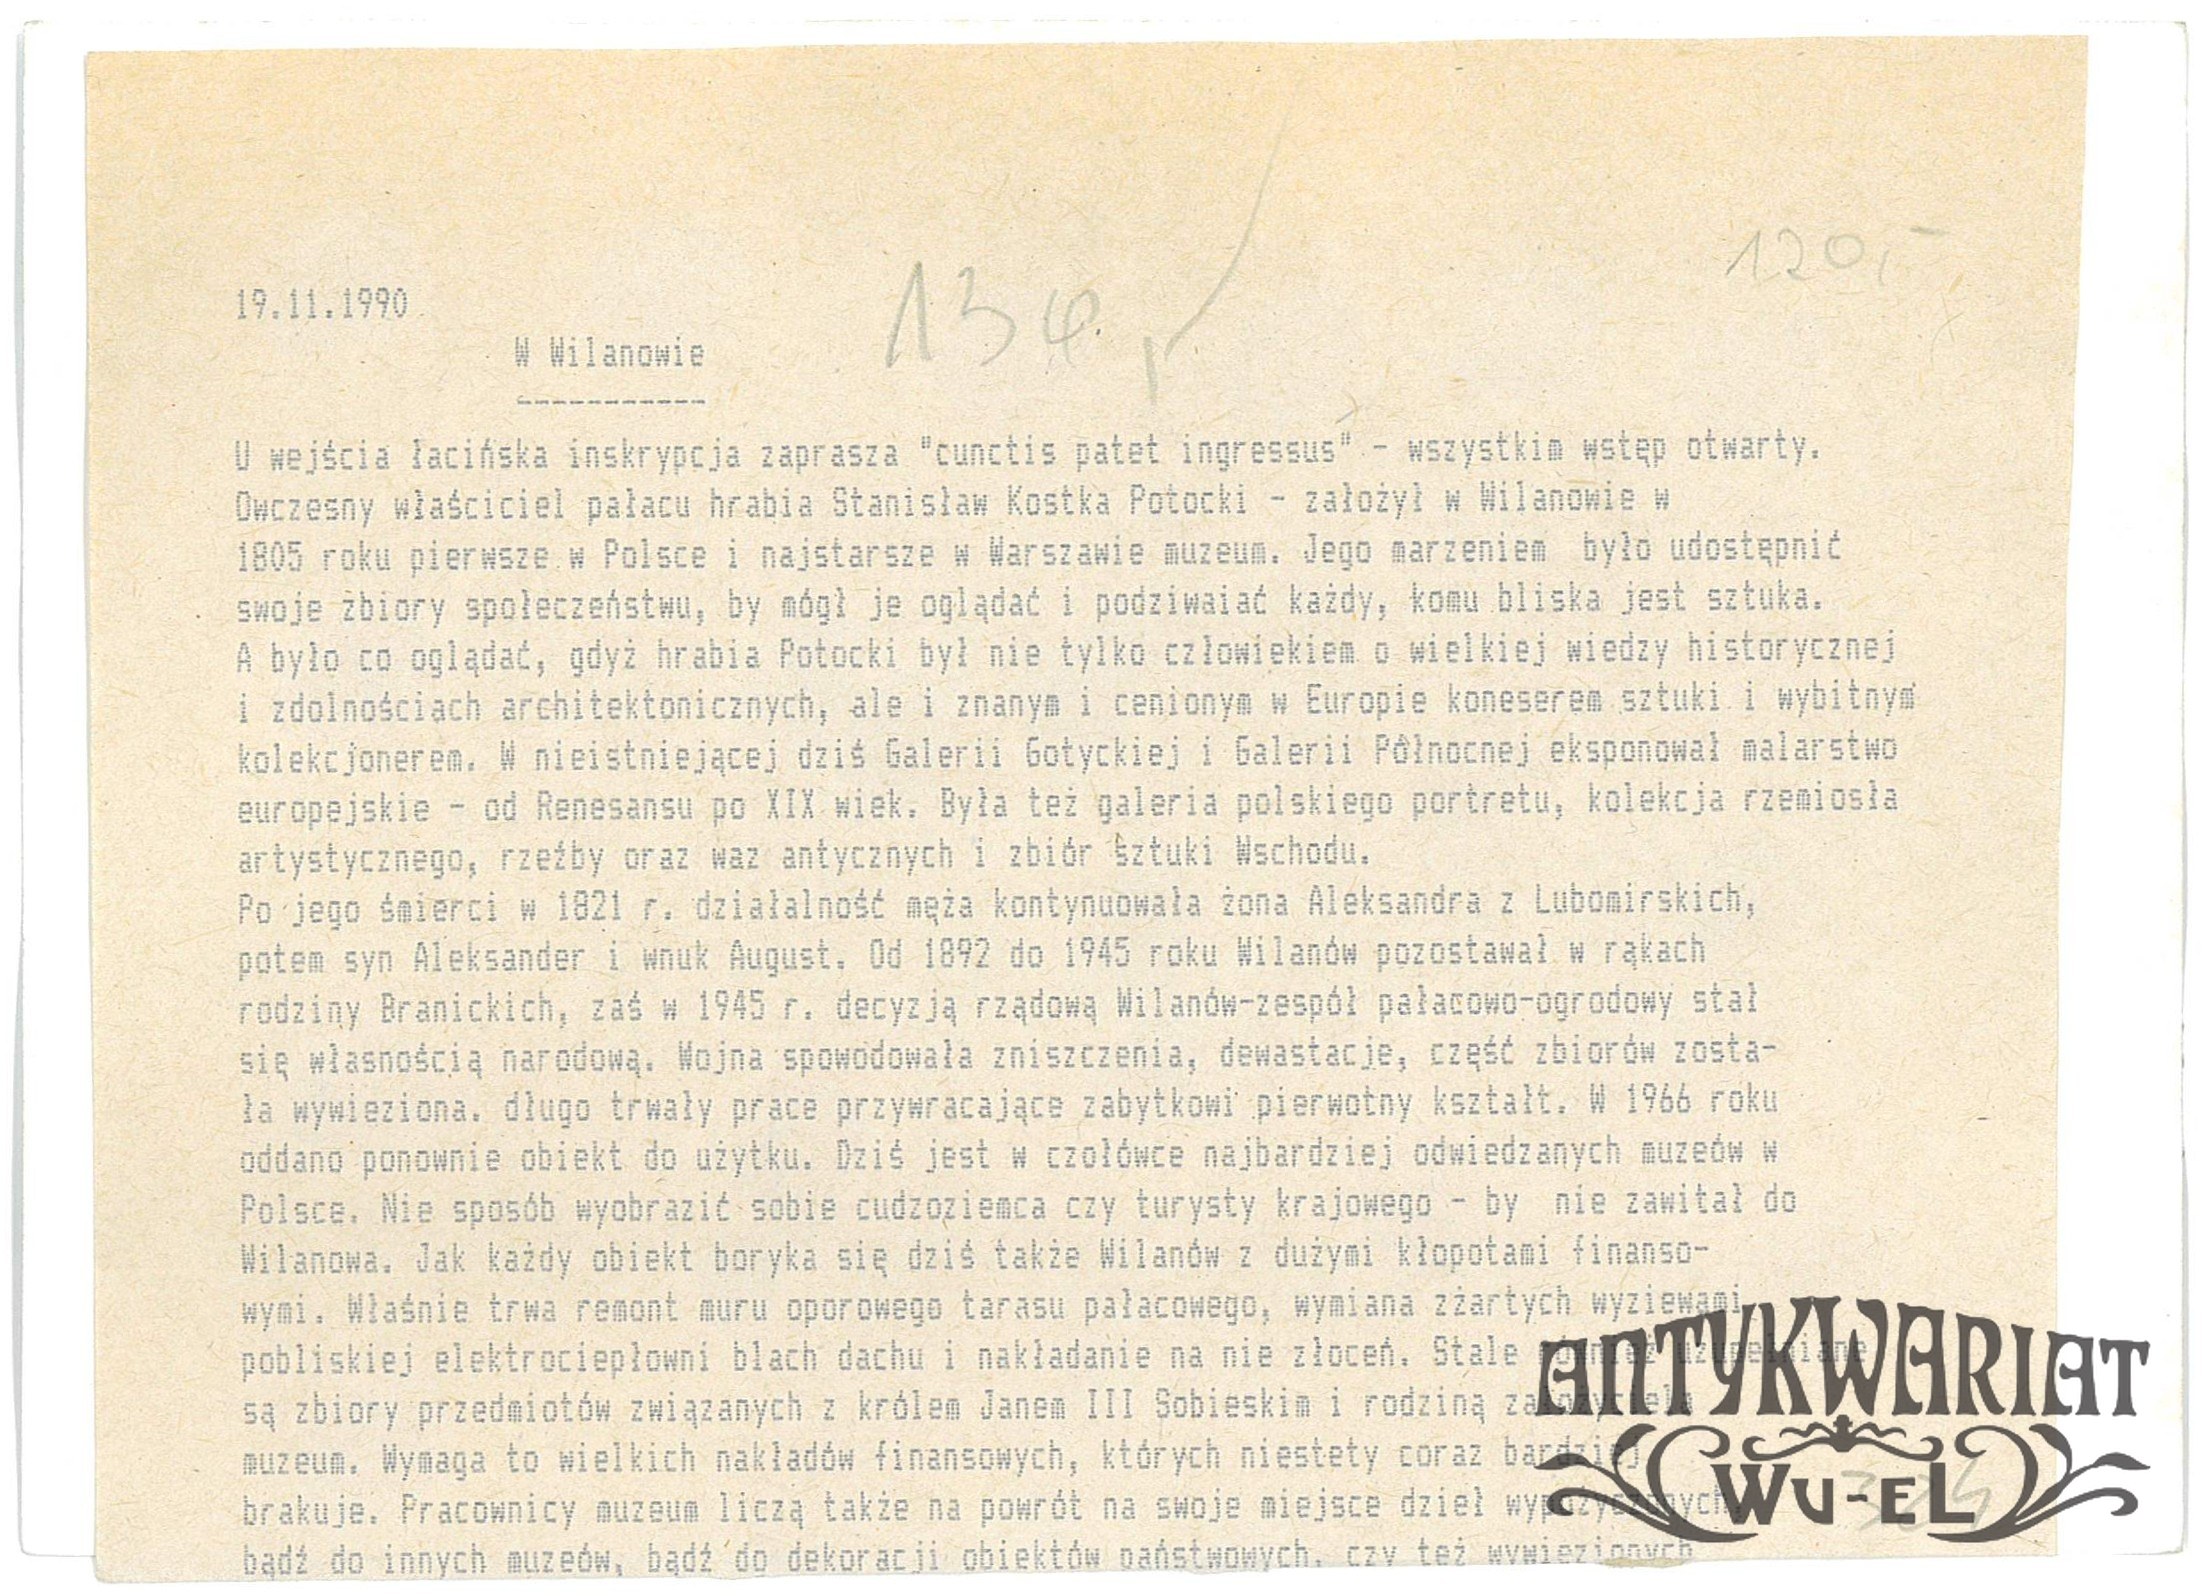 120,-
13 φ.
19.11.1990
W Wilanowie
-----------
U wejścia łacińska inskrypcja zaprasza "cunctis patet ingressus" - wszystkim wstęp otwarty.
Owczesny właściciel pałacu hrabia Stanisław Kostka Potocki - założył w Wilanowie w
1805 roku pierwsze w Polsce i najstarsze w Warszawie muzeum. Jego marzeniem  było udostępnić
swoje zbiory społeczeństwu, by mógł je oglądać i podziwaiać każdy, komu bliska jest sztuka.
A było co oglądać, gdyż hrabia Potocki był nie tylko człowiekiem o wielkiej wiedzy historycznej
i zdolnościach architektonicznych, ale i znanym i cenionym w Europie koneserem sztuki i wybitnym
kolekcjonerem. W nieistniejącej dziś Galerii Gotyckiej i Galerii Północnej eksponował malarstwo
europejskie - od Renesansu po XIX wiek. Była też galeria polskiego portretu, kolekcja rzemiosła
artystycznego, rzeźby oraz waz antycznych i zbiór sztuki Wschodu.
Po jego śmierci w 1821 r. działalność męża kontynuowała żona Aleksandra z Lubomirskich,
potem syn Aleksander i wnuk August. Od 1892 do 1945 roku Wilanów pozostawał w rąkach
rodziny Branickich, zaś w 1945 r. decyzją rządową Wilanów-zespół pałacowo-ogrodowy stał
się własnością narodową. Wojna spowodowała zniszczenia, dewastacje, część zbiorów zosta-
ła wywieziona. długo trwały prace przywracające zabytkowi pierwotny kształt. W 1966 roku
oddano ponownie obiekt do użytku. Dziś jest w czołówce najbardziej odwiedzanych muzeów w
Polsce. Nie sposób wyobrazić sobie cudzoziemca czy turysty krajowego - by  nie zawitał do
Wilanowa. Jak każdy obiekt boryka się dziś także Wilanów z dużymi kłopotami finanso-
wymi. Właśnie trwa remont muru oporowego tarasu pałacowego, wymiana zżartych wyziewami
pobliskiej elektrociepłowni blach dachu i nakładanie na nie złoceń. Stale również uzupełniane
są zbiory przedmiotów związanych z królem Janem III Sobieskim i rodziną założyciela
muzeum. Wymaga to wielkich nakładów finansowych, których niestety coraz bardziej
brakuje. Pracownicy muzeum liczą także na powrót na swoje miejsce dzieł wypożyczonych
bądź do innych muzeów, bądź do dekoracji obiektów państwowych, czy też wywiezionych
ANTYKWARIAT
WU-EL